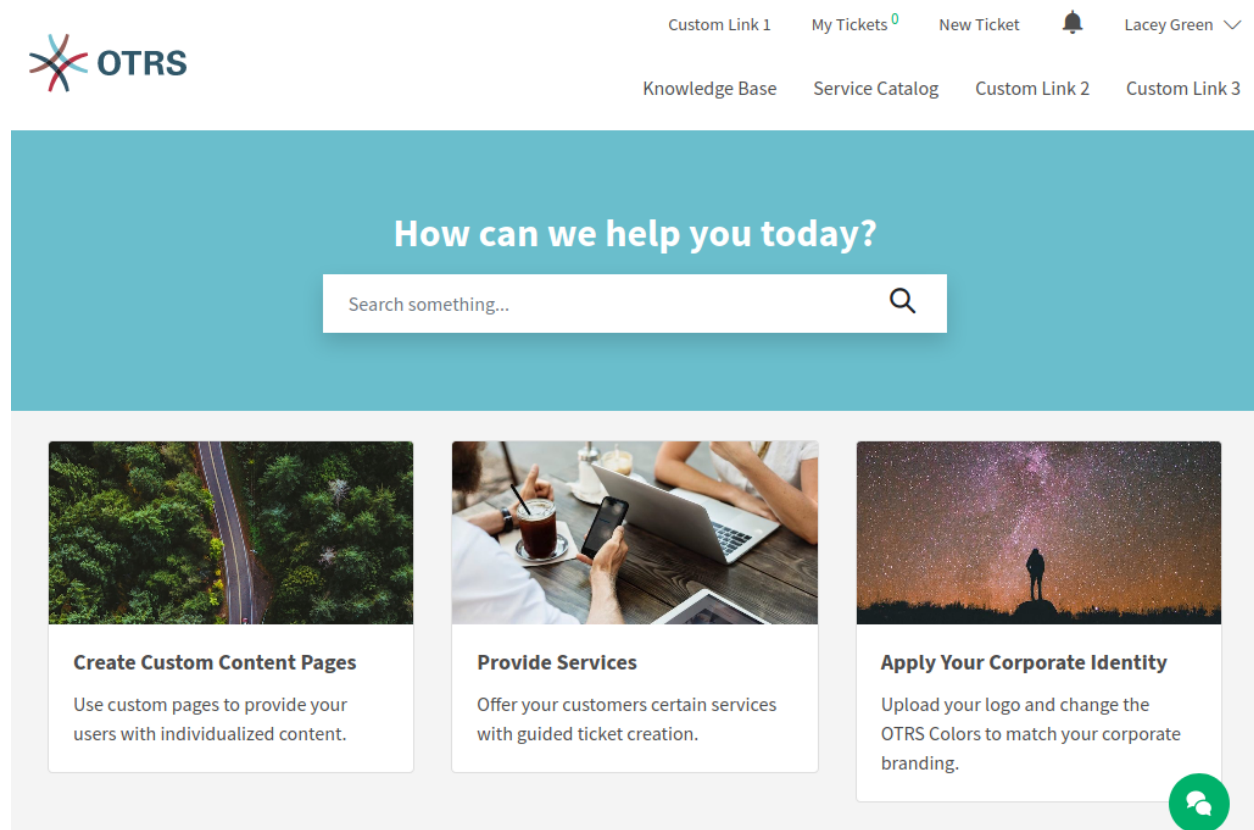 Custom Link 1 My Tickets 0 New Ticket Lacey Green
OTRS
Knowledge Base Service Catalog Custom Link 2 Custom Link 3
How can we help you today?
Search something...
Create Custom Content Pages
Use custom pages to provide your
users with individualized content.
Provide Services
Offer your customers certain services
with guided ticket creation.
Apply Your Corporate Identity
Upload your logo and change the
OTRS Colors to match your corporate
branding.